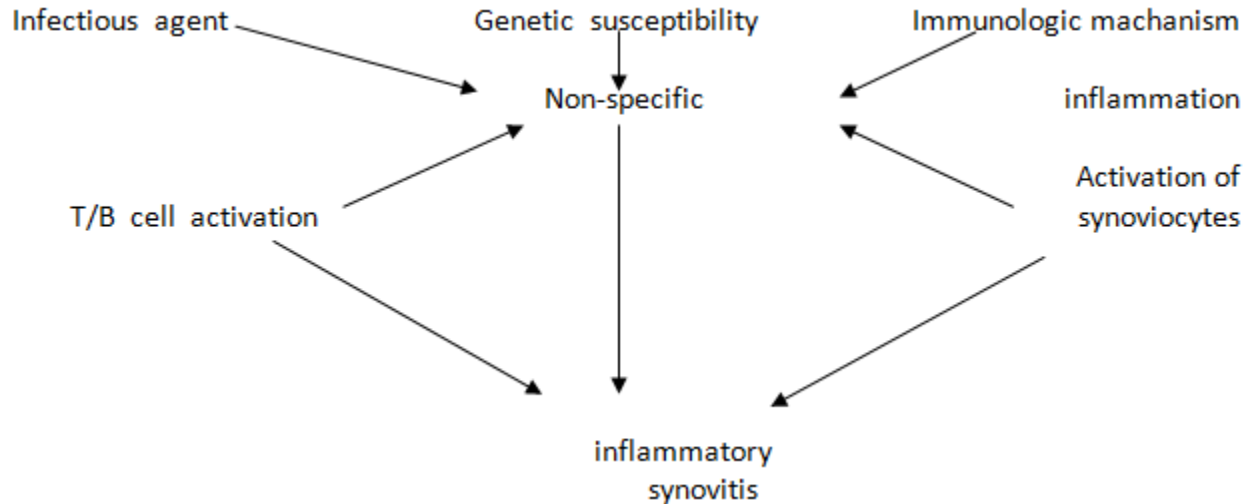 Infectious agent Genetic susceptibility Immunologic machanism
Non-specific inflammation
Activation of
T/B cell activation synoviocytes
inflammatory
synovitis